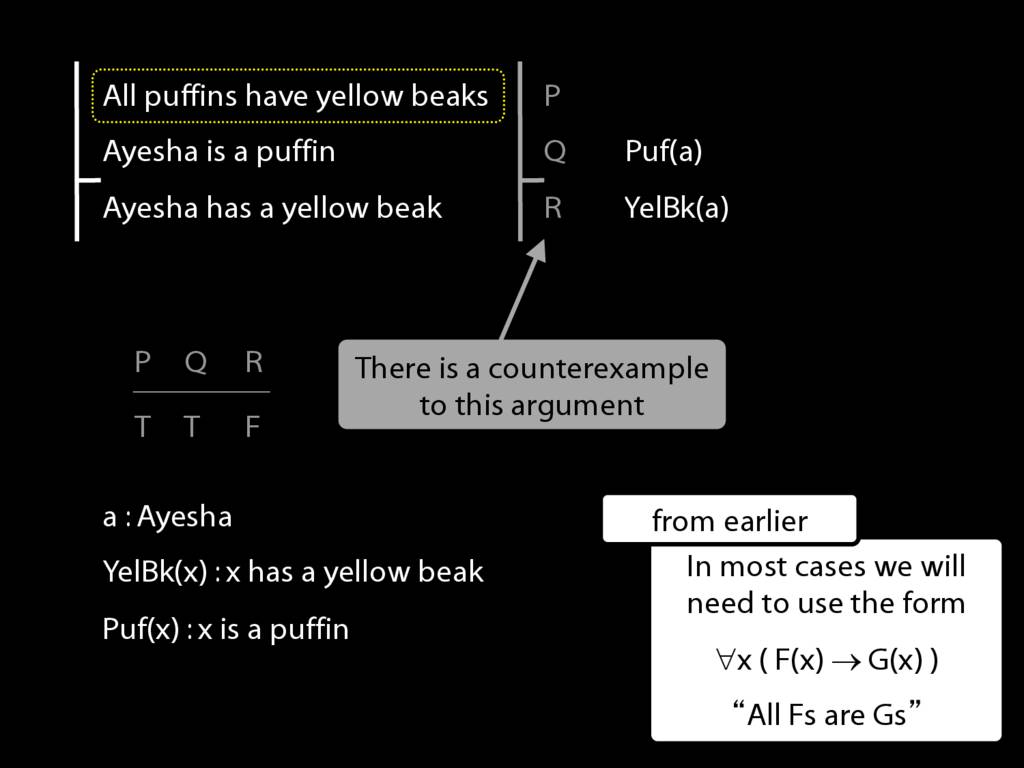 All puffins have yellow beaks P
Ayesha is a puffin Q Puf(a)
Ayesha has a yellow beak R YelBk(a)
There is a counterexample
to this argument
P Q R
T T F
a : Ayesha
YelBk(x) : x has a yellow beak
Puf(x) : x is a puffin
from earlier
In most cases we will
need to use the form
∀x ( F(x) → G(x) )
“All Fs are Gs”